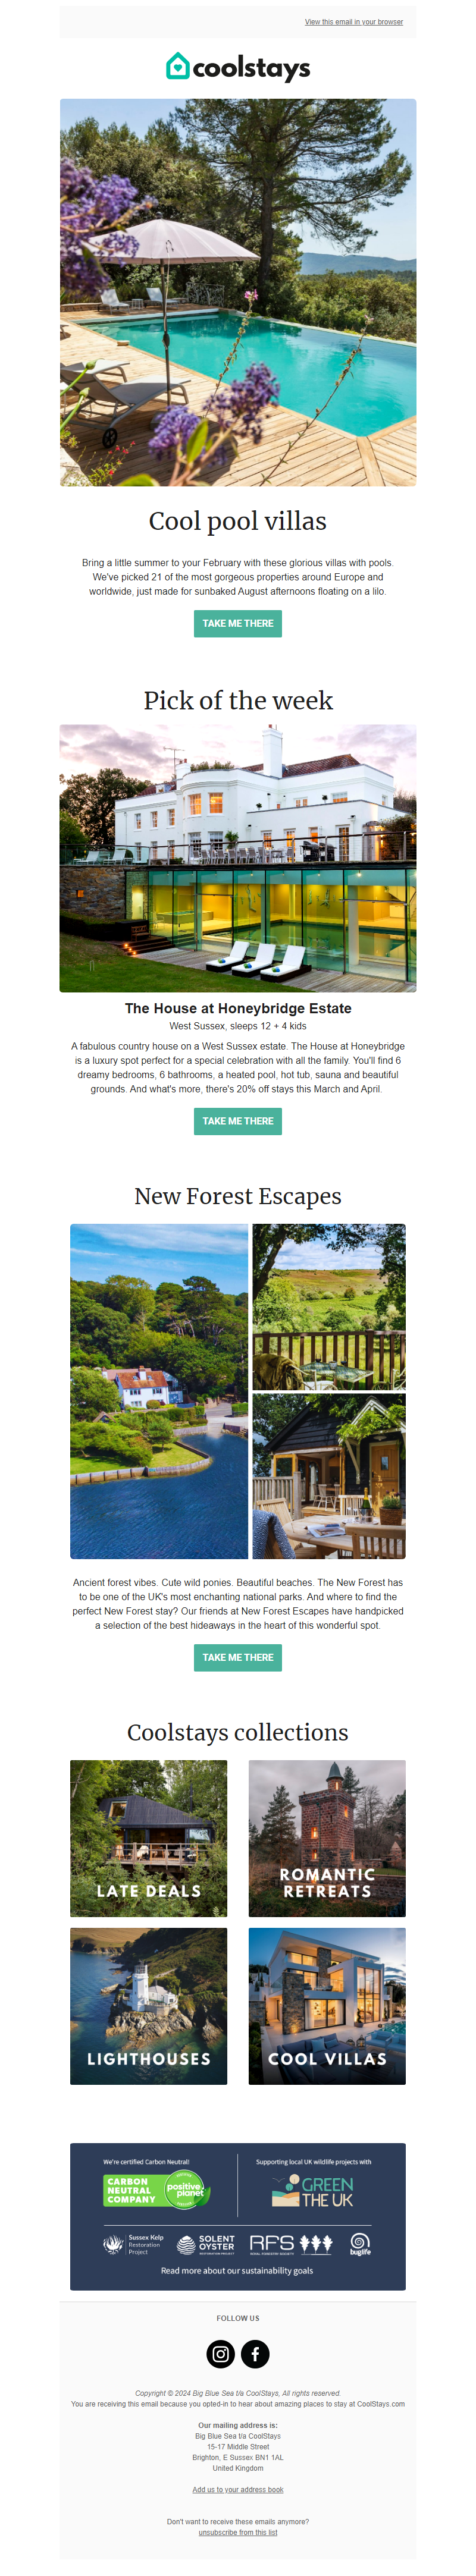 View this email in your browser
coolstays
Cool pool villas
Bring a little summer to your February with these glorious villas with pools.
We've picked 21 of the most gorgeous properties around Europe and
worldwide, just made for sunbaked August afternoons floating on a lilo.
TAKE ME THERE
Pick of the week
The House at Honeybridge Estate
West Sussex, sleeps 12 + 4 kids
A fabulous country house on a West Sussex estate. The House at Honeybridge
is a luxury spot perfect for a special celebration with all the family. You'll find 6
dreamy bedrooms, 6 bathrooms, a heated pool, hot tub, sauna and beautiful
grounds. And what's more, there's 20% off stays this March and April.
TAKE ME THERE
New Forest Escapes
Ancient forest vibes. Cute wild ponies. Beautiful beaches. The New Forest has
to be one of the UK's most enchanting national parks. And where to find the
perfect New Forest stay? Our friends at New Forest Escapes have handpicked
a selection of the best hideaways in the heart of this wonderful spot.
TAKE ME THERE
Coolstays collections
LATE DEALS
ROMANTIC
RETREATS
LIGHTHOUSES
COOL VILLAS
We're certified Carbon Neutral!
CARBON
NEUTRAL
COMPANY
positive
planet
Supporting local UK wildlife projects with
GREEN
THE UK
Sussex Kelp
Restoration
Project
SOLENT
OYSTER
RESTORATION PROJECT
RFS
ROYAL FORESTRY SOCIETY
buglife
Read more about our sustainability goals
FOLLOW US
Copyright © 2024 Big Blue Sea t/a CoolStays, All rights reserved.
You are receiving this email because you opted-in to hear about amazing places to stay at CoolStays.com
Our mailing address is:
Big Blue Sea t/a CoolStays
15-17 Middle Street
Brighton, E Sussex BN1 1AL
United Kingdom
Add us to your address book
Don't want to receive these emails anymore?
unsubscribe from this list